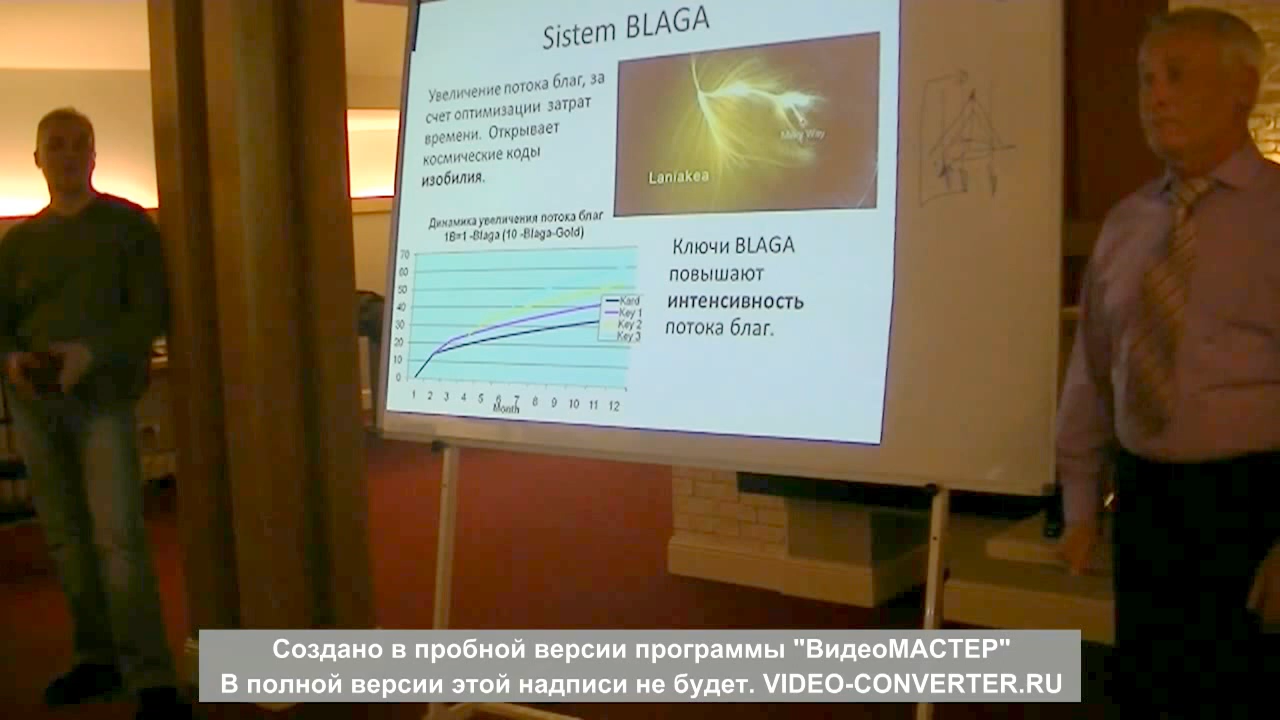 Sistem BLAGA
Увеличение потока благ, за
счет оптимизации затрат
времени. Открывает
космические коды
изобилия.
Milky Way
Laniakea
Динамика увеличения потока благ
1B=1 -Blaga (10 -Blaga-Gold)
70
60
50
40
30
20
10
0
Kard
Key 1
Key 2
Key 3
1 2 3 4 5 6 7 8 9 10 11 12
Month
Ключи BLAGA
повышают
интенсивность
потока благ.
Создано в пробной версии программы "ВидеоМАСТЕР"
В полной версии этой надписи не будет. VIDEO-CONVERTER.RU